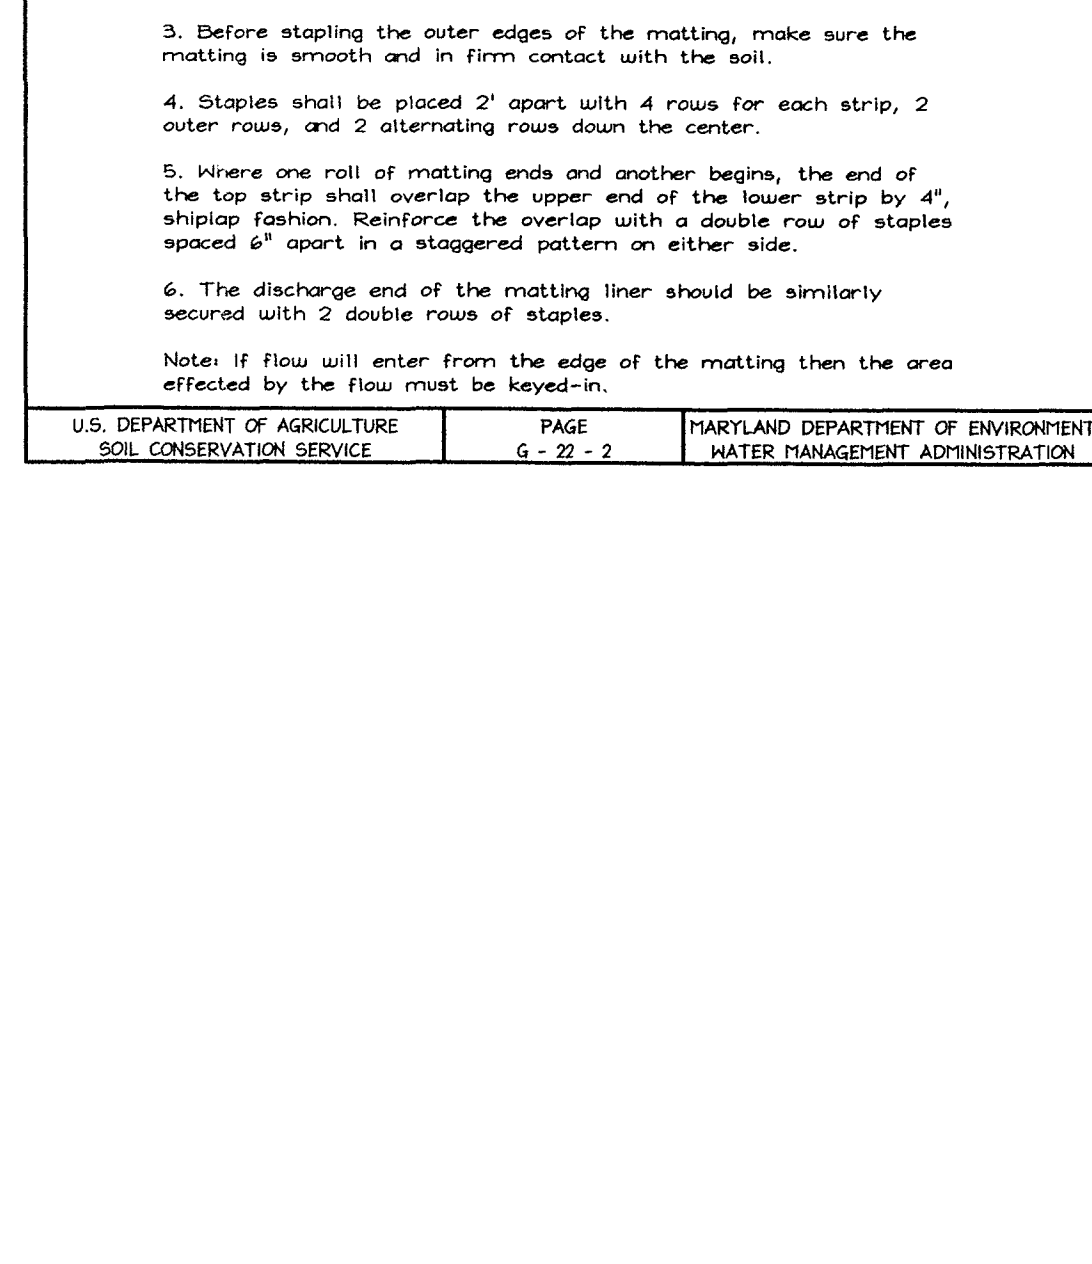 3. Before stapling the outer edges of the matting, make sure the
matting is smooth and in firm contact with the soil.
4. Staples shall be placed 2' apart with 4 rows for each strip, 2
outer rows, and 2 alternating rows down the center.
5. Where one roll of matting ends and another begins, the end of
the top strip shall overlap the upper end of the lower strip by 4",
shiplap fashion. Reinforce the overlap with a double row of staples
spaced 6" apart in a staggered pattern on either side.
6. The discharge end of the matting liner should be similarly
secured with 2 double rows of staples.
Note: If flow will enter from the edge of the matting then the area
effected by the flow must be keyed-in.
U.S. DEPARTMENT OF AGRICULTURE
SOIL CONSERVATION SERVICE
PAGE
G - 22 - 2
MARYLAND DEPARTMENT OF ENVIRONMENT
WATER MANAGEMENT ADMINISTRATION